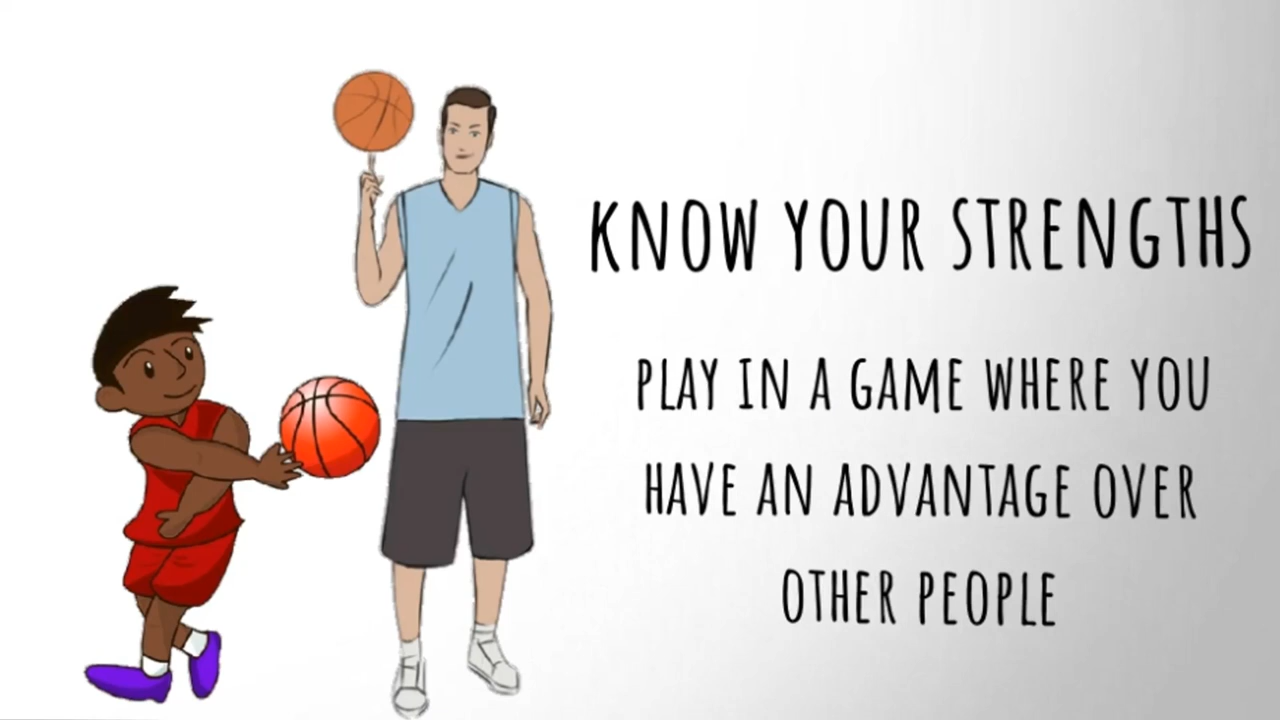 KNOW YOUR STRENGTHS
PLAY IN A GAME WHERE YOU
HAVE AN ADVANTAGE OVER
OTHER PEOPLE